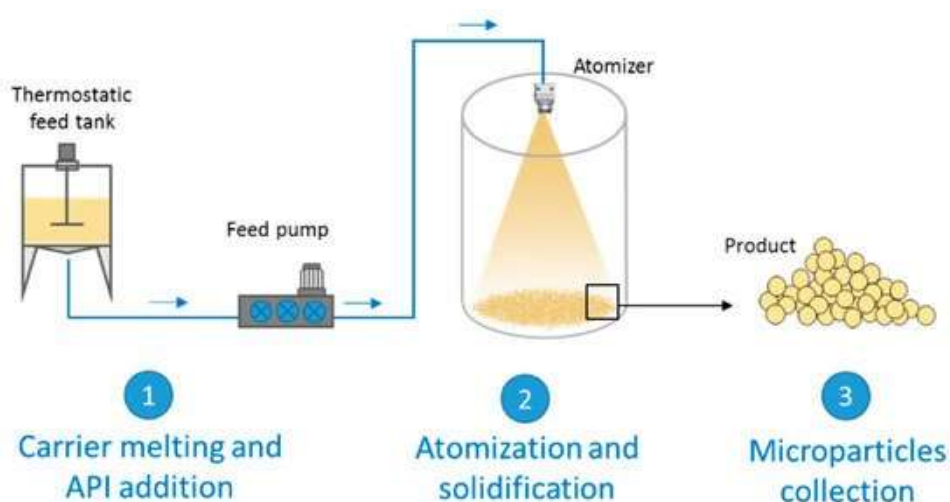 Thermostatic
feed tank
Feed pump
Atomizer
Product
1
Carrier melting and
API addition
2
Atomization and
solidification
3
Microparticles
collection